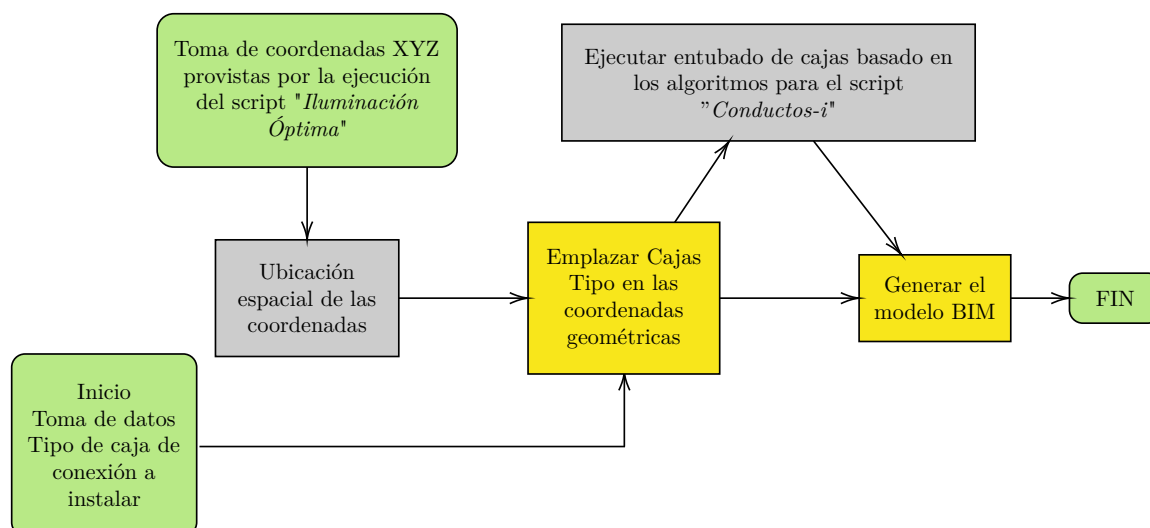 Toma de coordenadas XYZ
provistas por la ejecución
del script "Iluminación
Óptima"
Ejecutar entubado de cajas basado en
los algoritmos para el script
”Conductos-i"
Ubicación
espacial de las
coordenadas
Emplazar Cajas
Tipo en las
coordenadas
geométricas
Generar el
modelo BIM
FIN
Inicio
Toma de datos
Tipo de caja de
conexión a
instalar